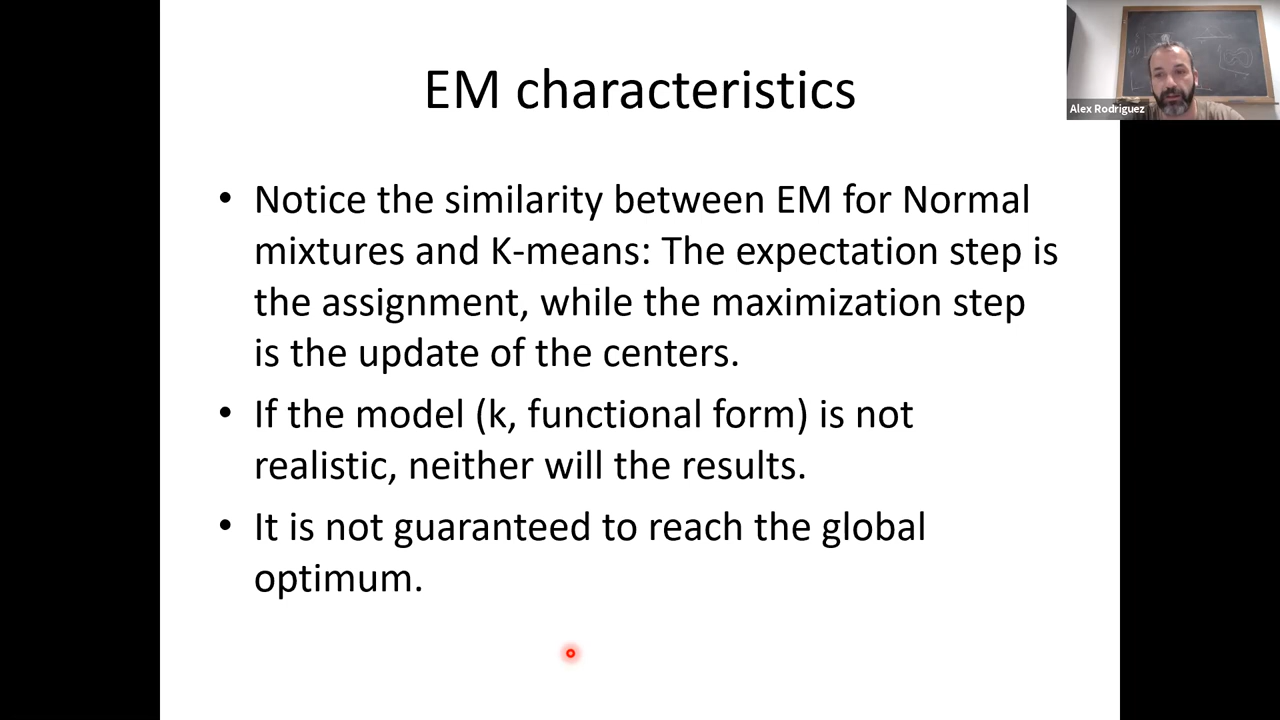 EM characteristics
Alex Rodriguez
• Notice the similarity between EM for Normal
mixtures and K-means: The expectation step is
the assignment, while the maximization step
is the update of the centers.
• If the model (k, functional form) is not
realistic, neither will the results.
• It is not guaranteed to reach the global
optimum.